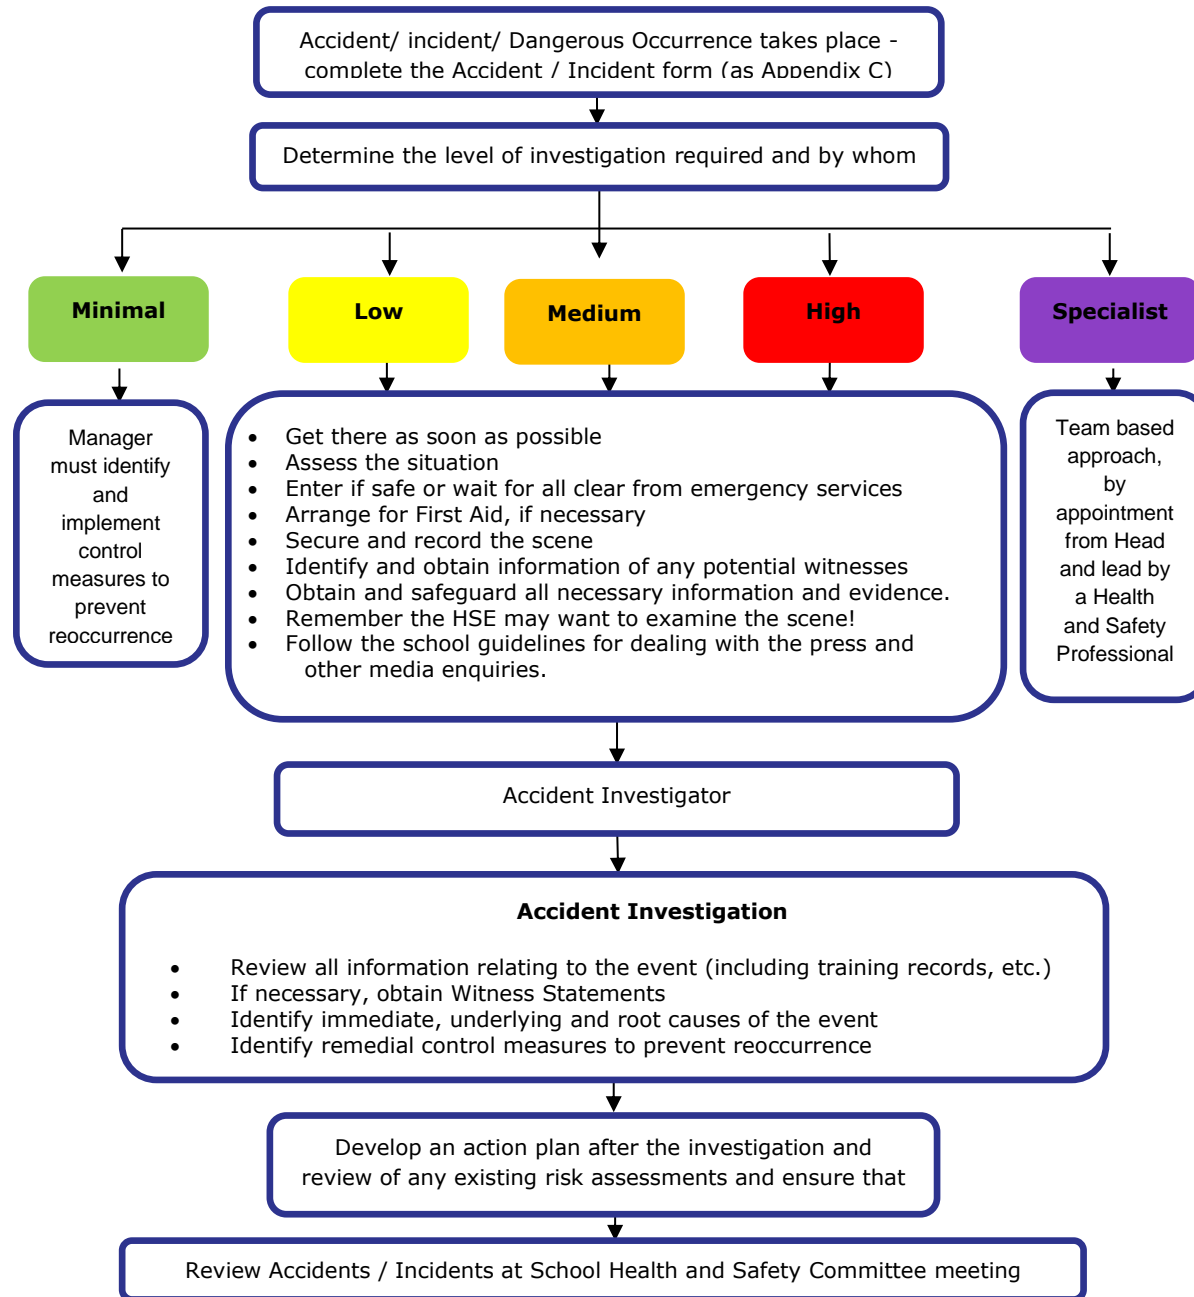 Accident/ incident/ Dangerous Occurrence takes place -
complete the Accident / Incident form (as Appendix C)
Determine the level of investigation required and by whom
Minimal
Low
Medium
High
Specialist
Manager
must identify
and
implement
control
measures to
prevent
reoccurrence
• Get there as soon as possible
• Assess the situation
• Enter if safe or wait for all clear from emergency services
• Arrange for First Aid, if necessary
• Secure and record the scene
• Identify and obtain information of any potential witnesses
• Obtain and safeguard all necessary information and evidence.
• Remember the HSE may want to examine the scene!
• Follow the school guidelines for dealing with the press and
other media enquiries.
Team based
approach,
by
appointment
from Head
and lead by
a Health
and Safety
Professional
Accident Investigator
Accident Investigation
• Review all information relating to the event (including training records, etc.)
• If necessary, obtain Witness Statements
• Identify immediate, underlying and root causes of the event
• Identify remedial control measures to prevent reoccurrence
Develop an action plan after the investigation and
review of any existing risk assessments and ensure that
Review Accidents / Incidents at School Health and Safety Committee meeting